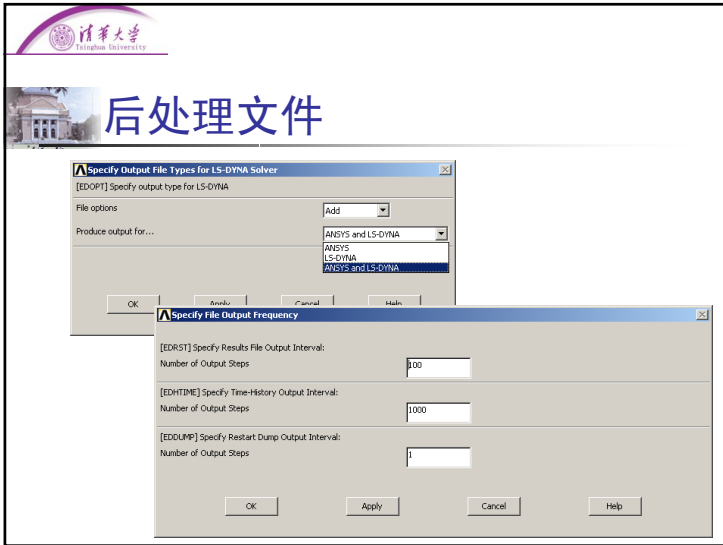 清华大学
Tsinghua University
后处理文件
Specify Output File Types for LS-DYNA Solver
[EDOPT] Specify output type for LS-DYNA
File options
Add
Produce output for...
ANSYS and LS-DYNA
ANSYS
LS-DYNA
ANSYS and LS-DYNA
OK
Apply
Cancel
Help
Specify File Output Frequency
[EDRST] Specify Results File Output Interval:
Number of Output Steps
100
[EDHTIME] Specify Time-History Output Interval:
Number of Output Steps
1000
[EDDUMP] Specify Restart Dump Output Interval:
Number of Output Steps
1
OK
Apply
Cancel
Help